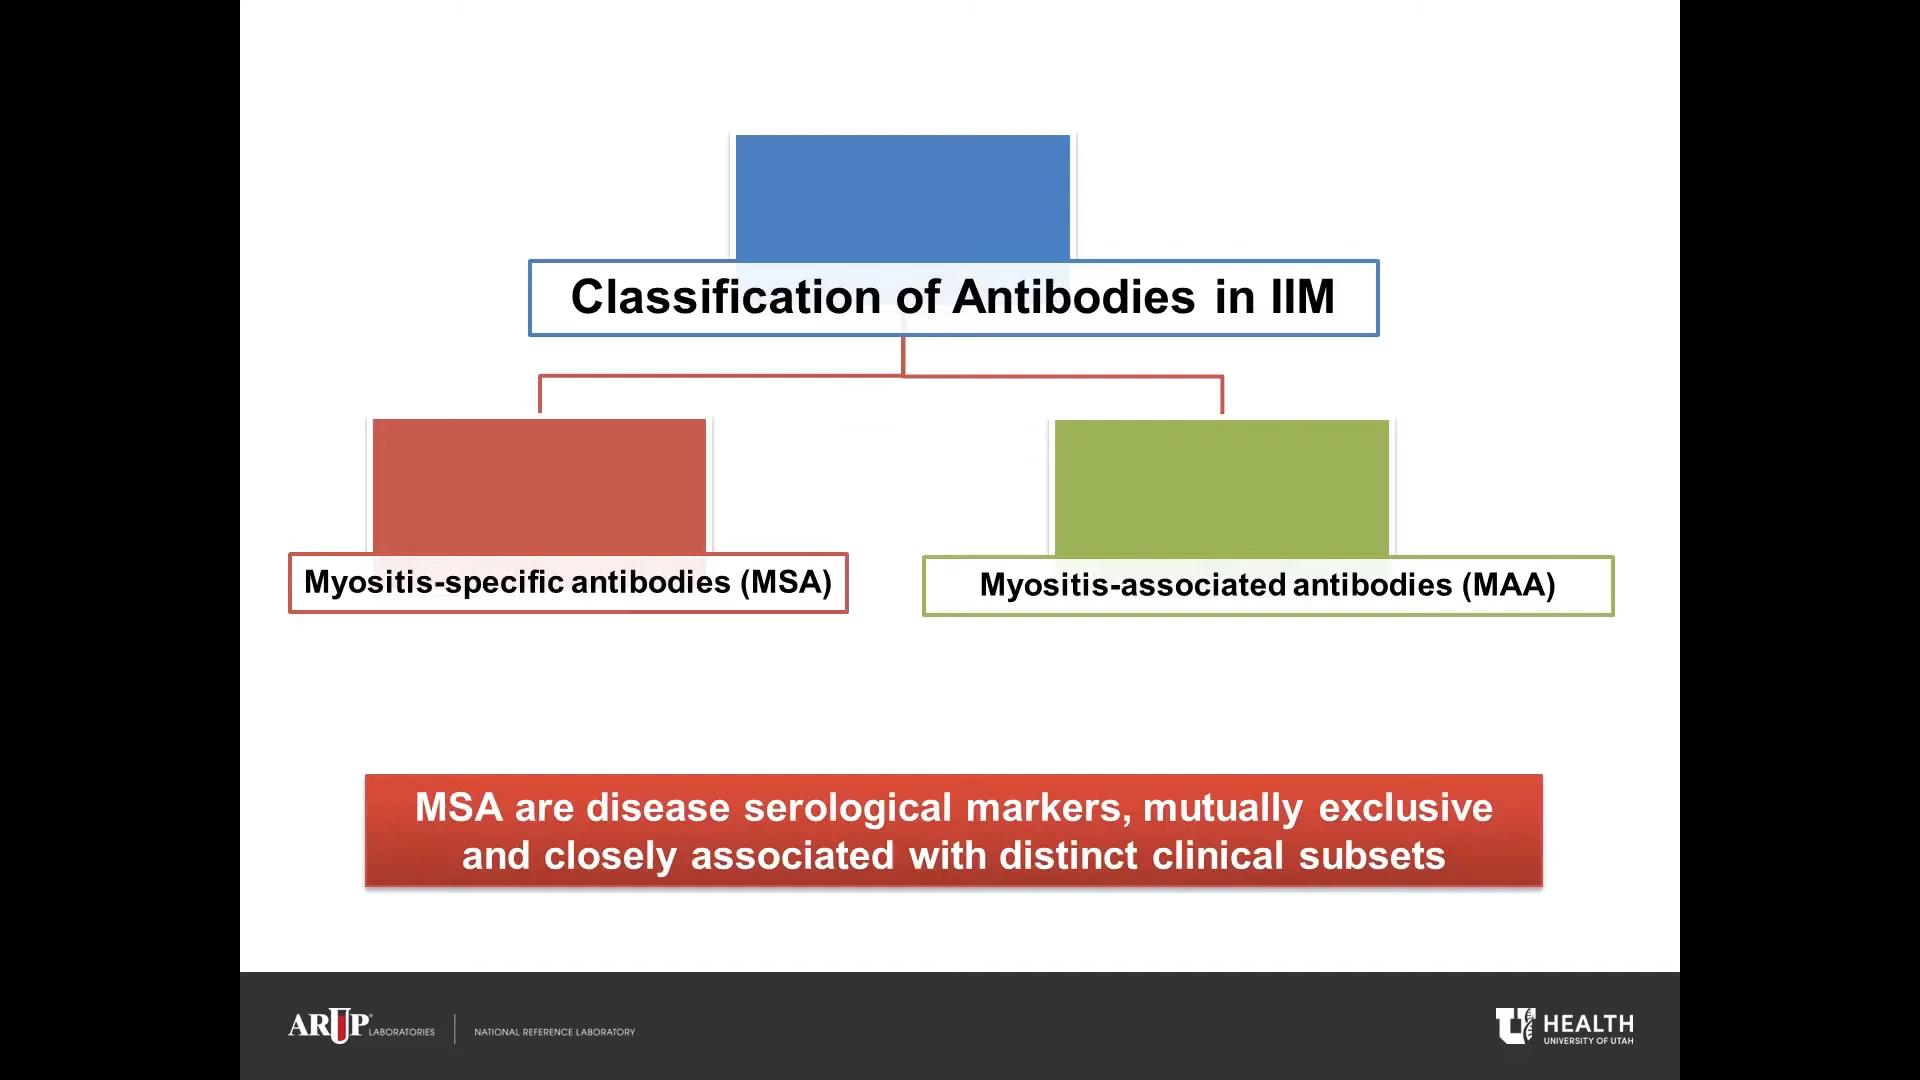 Classification of Antibodies in IIM
Myositis-specific antibodies (MSA)
Myositis-associated antibodies (MAA)
MSA are disease serological markers, mutually exclusive
and closely associated with distinct clinical subsets
ARUP LABORATORIES | NATIONAL REFERENCE LABORATORY
U HEALTH
UNIVERSITY OF UTAH